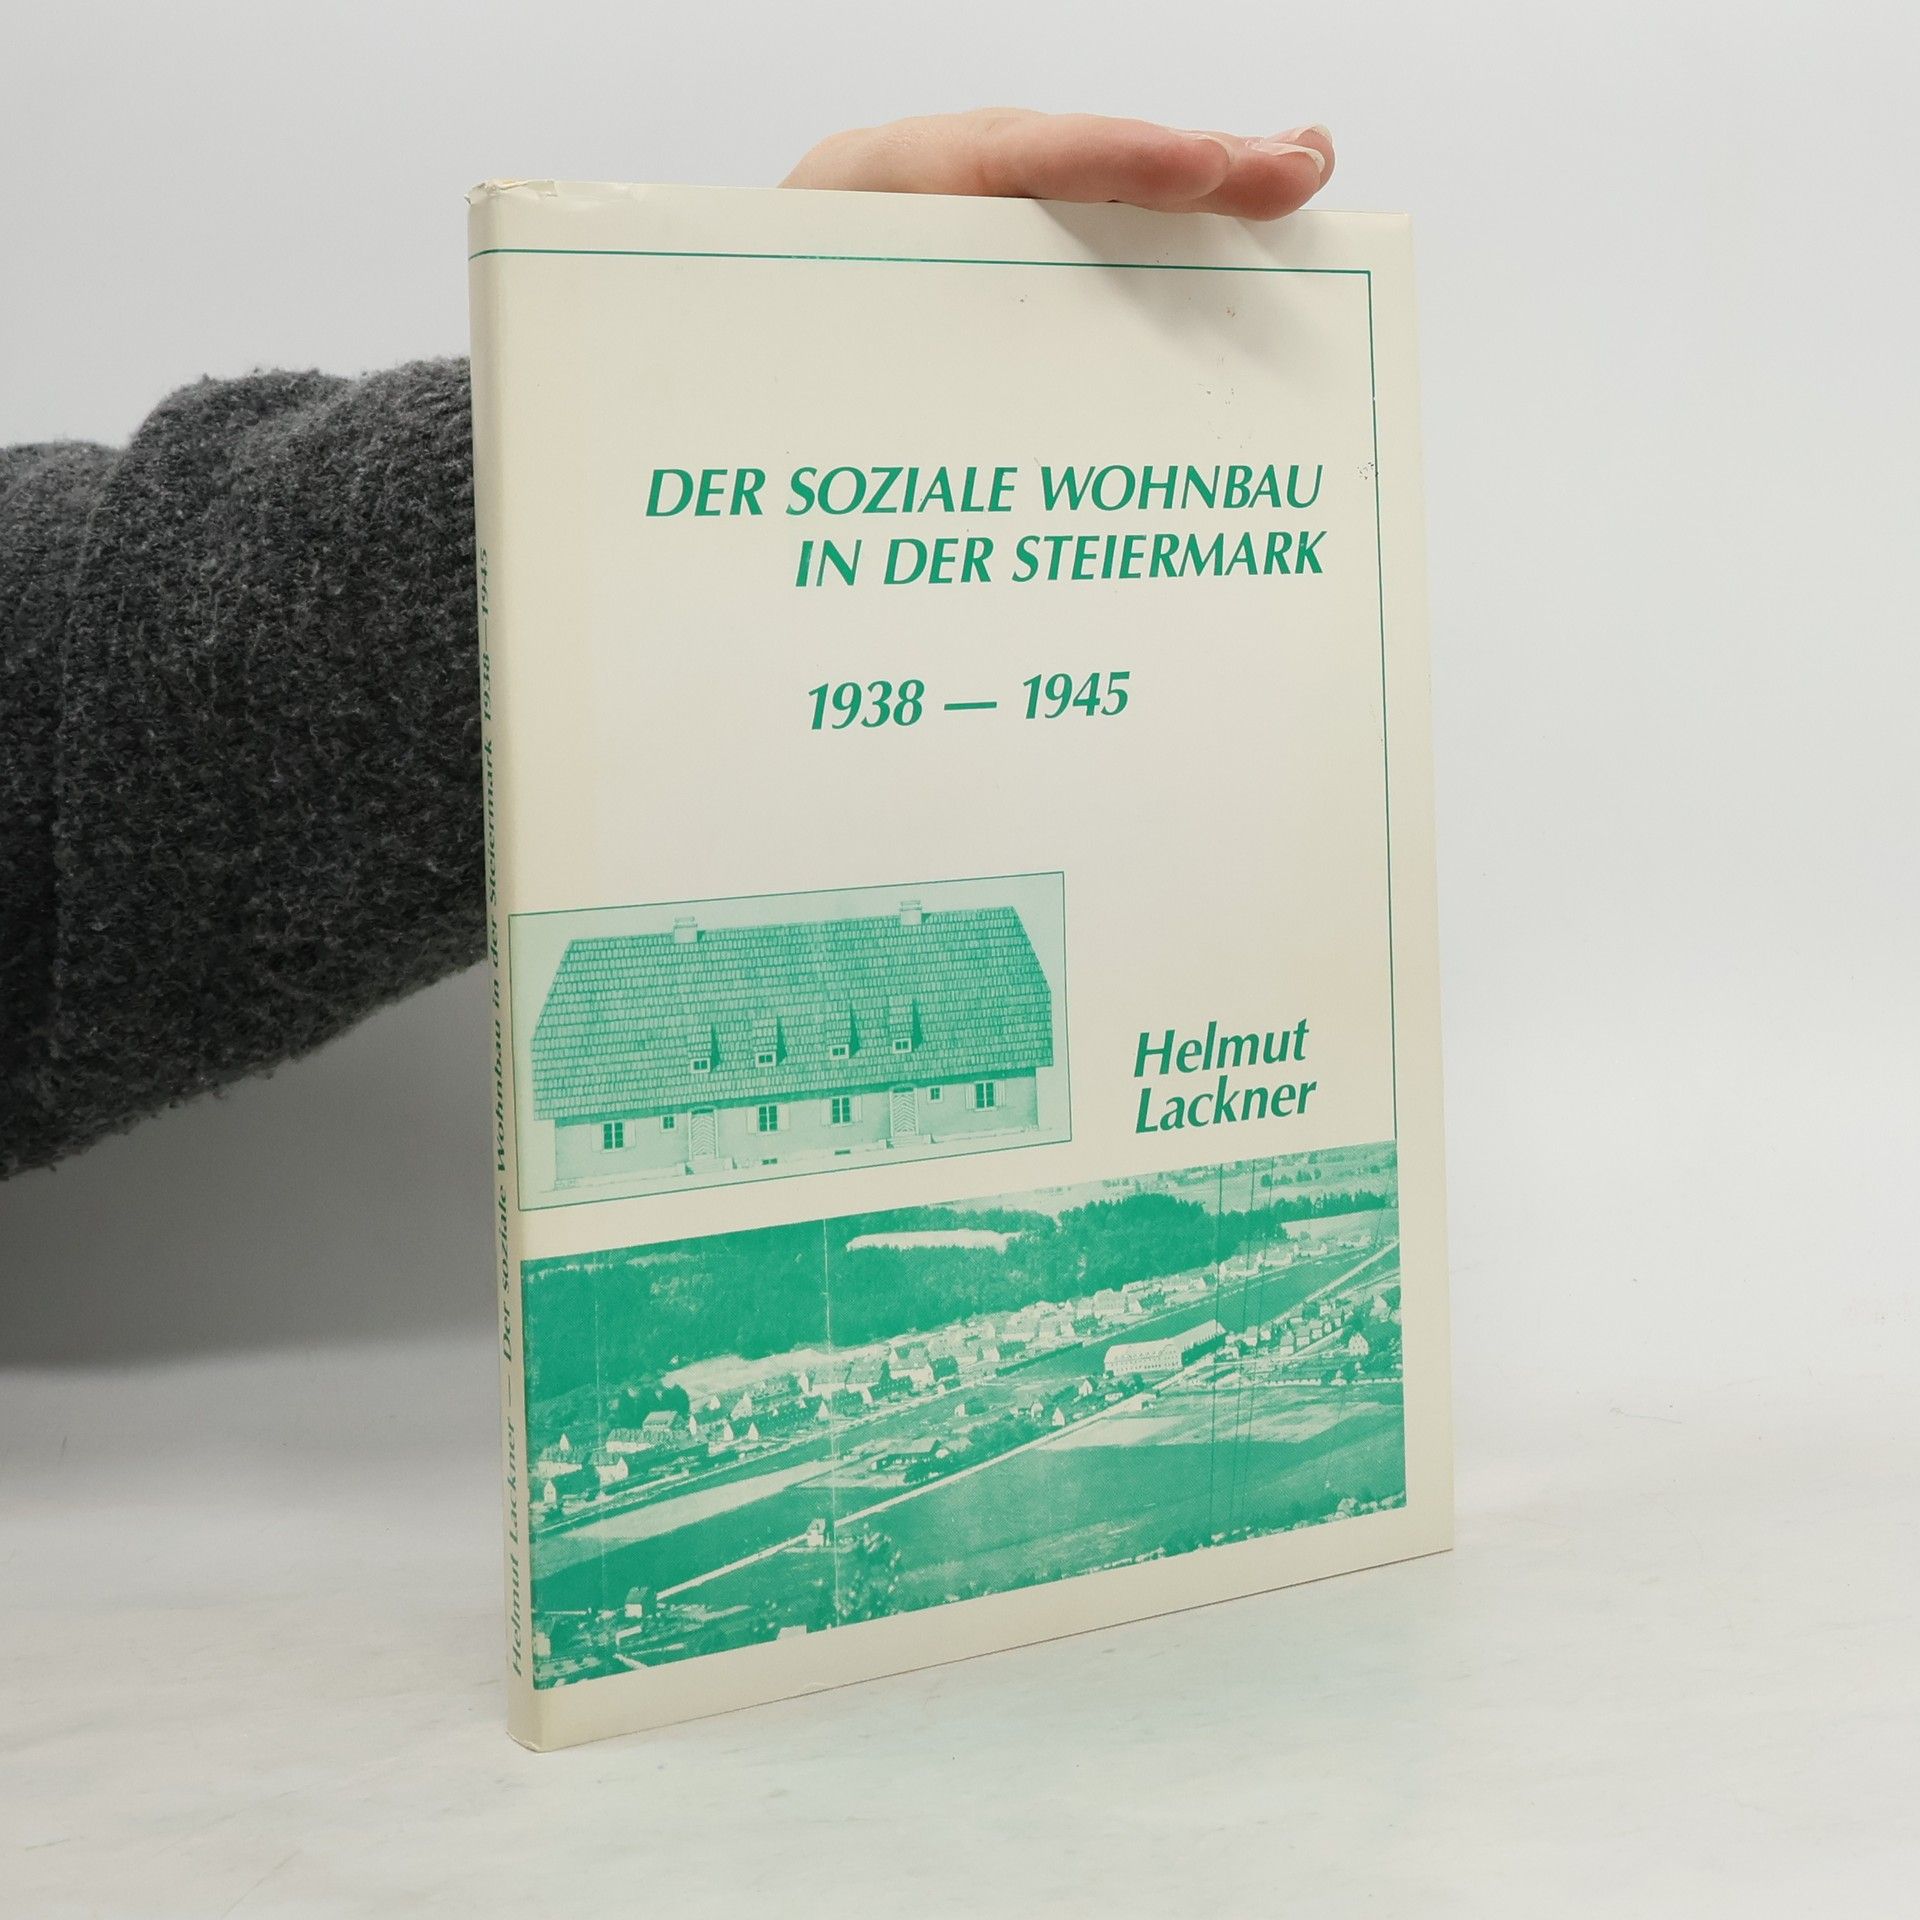 DER SOZIALE WOHNBAU
IN DER STEIERMARK
1938 — 1945
Helmut
Lackner
Helmut Lackner — Der soziale Wohnbau in der Steiermark 1938—1945